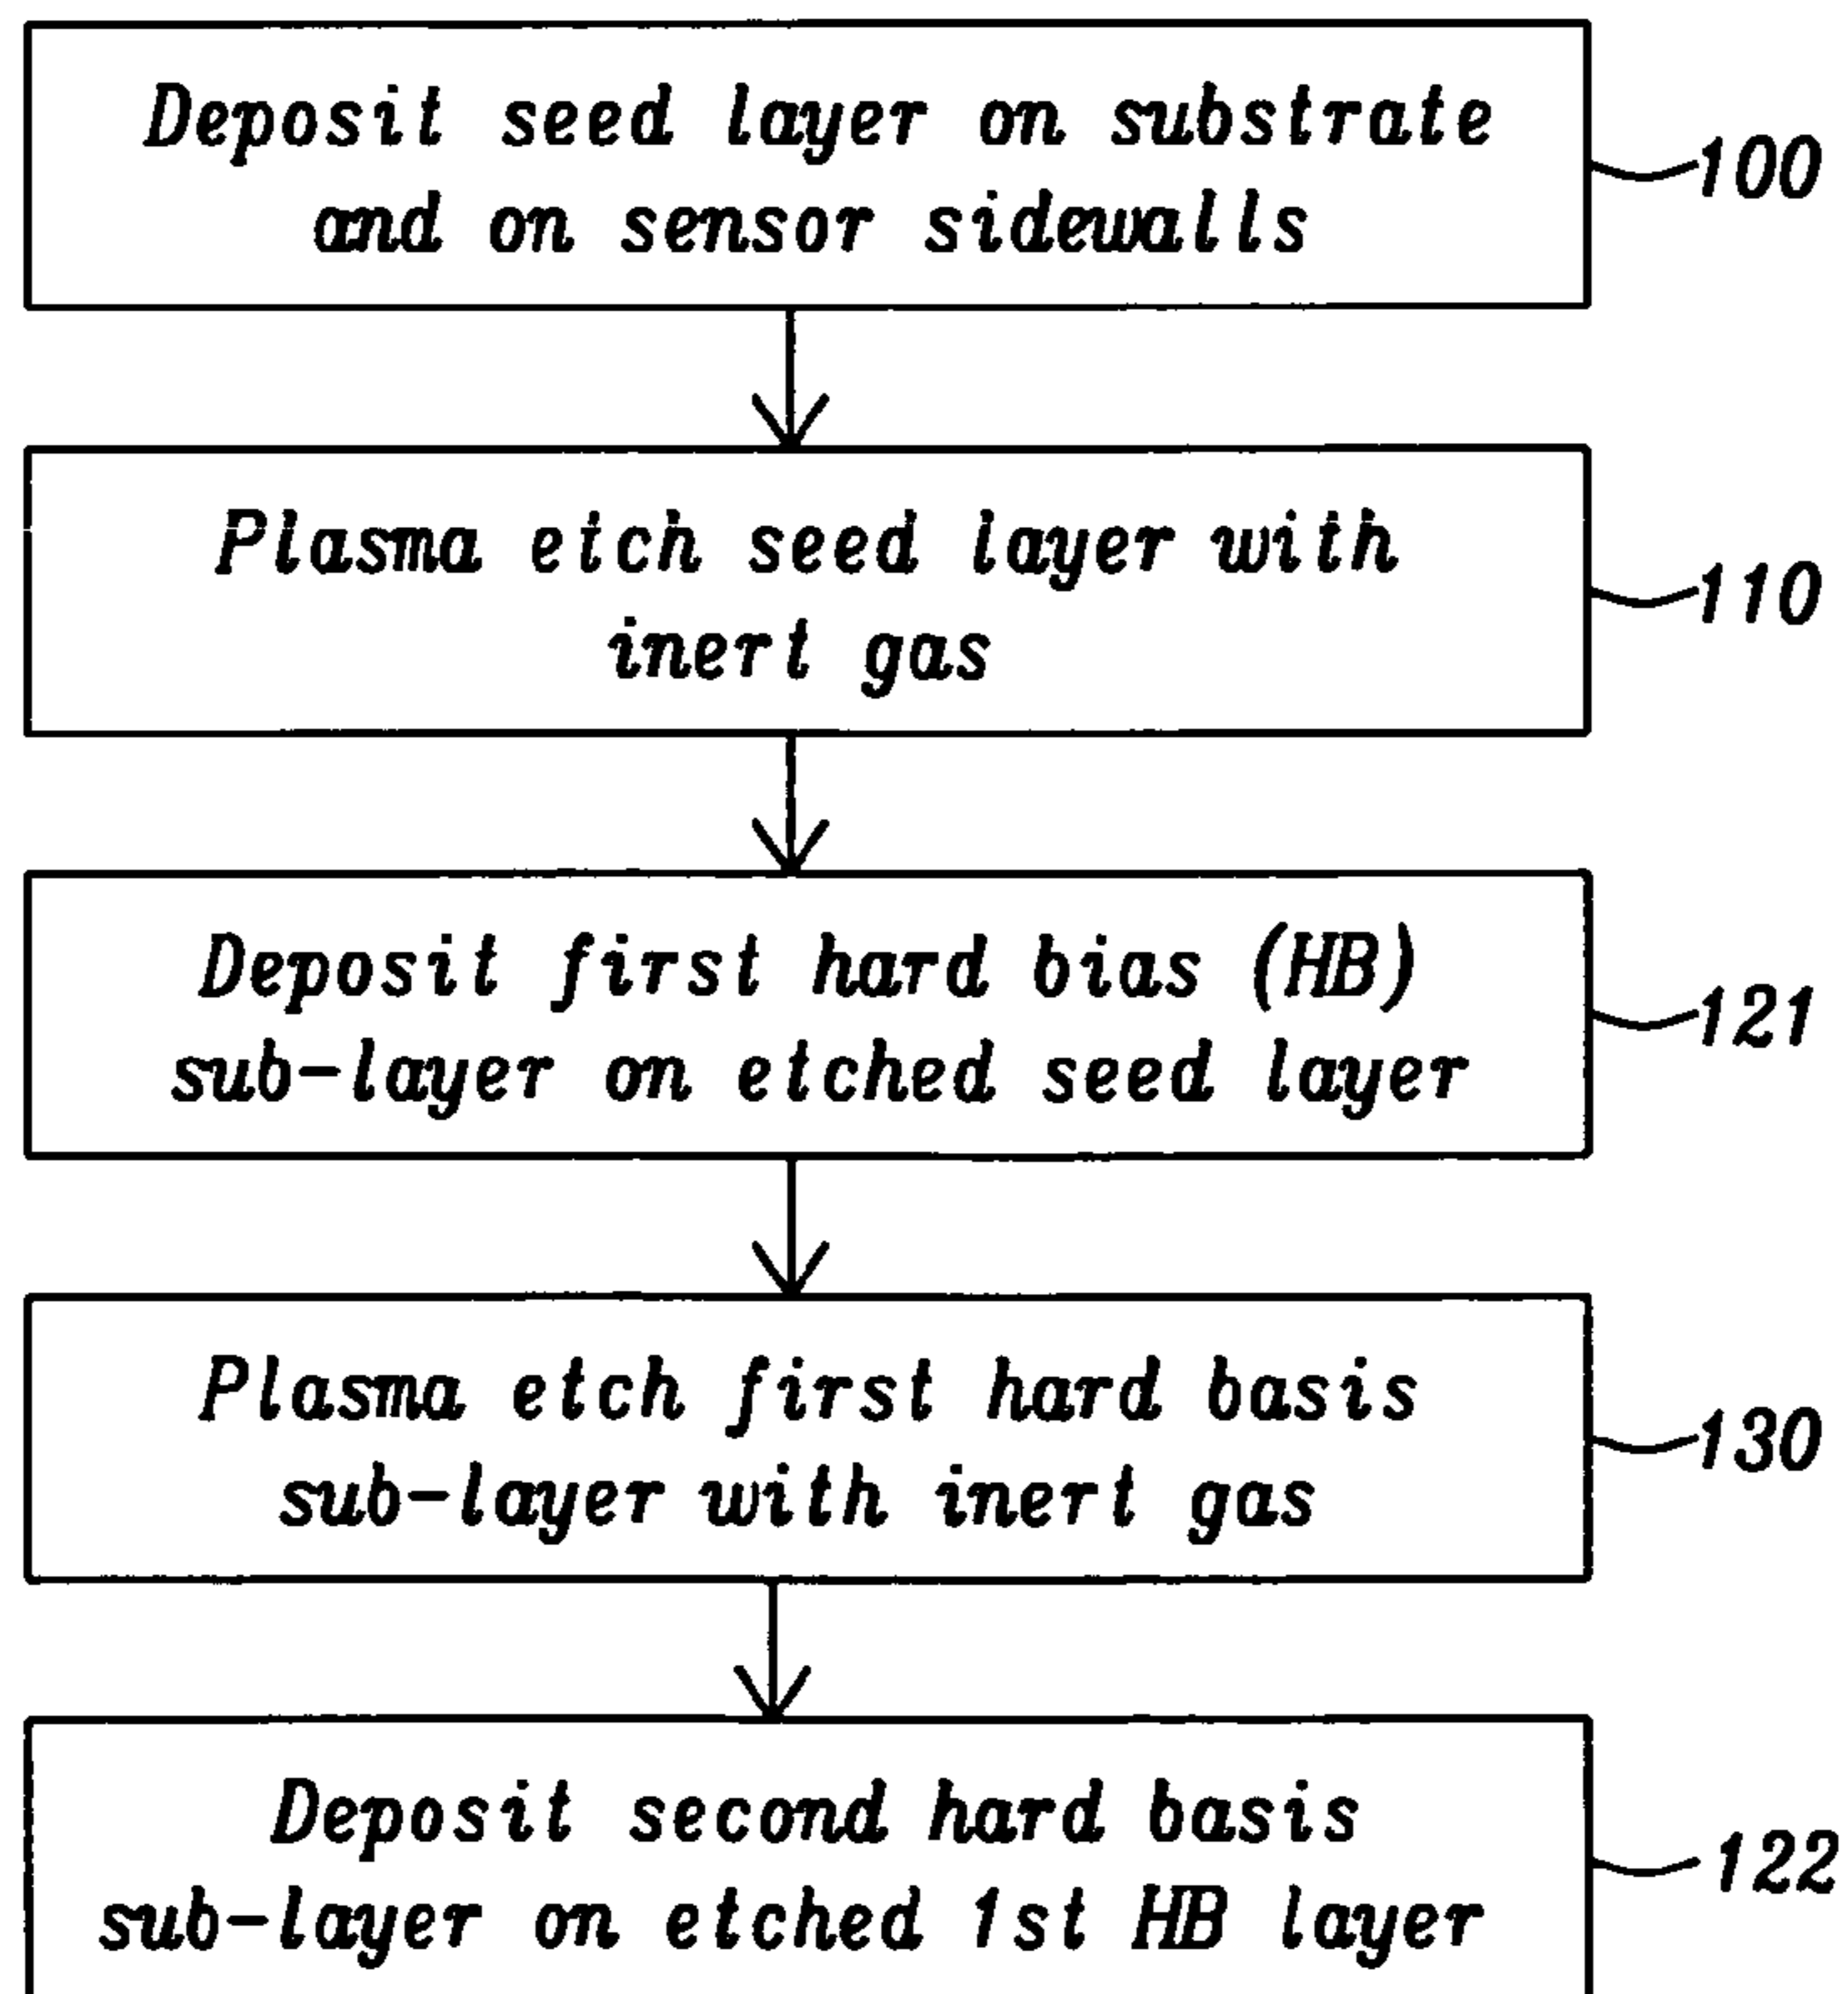 Deposit seed layer on substrate
and on sensor sidewalls
100
Plasma etch seed layer with
inert gas
110
Deposit first hard bias (HB)
sub-layer on etched seed layer
121
Plasma etch first hard basis
sub-layer with inert gas
130
Deposit second hard basis
sub-layer on etched 1st HB layer
122